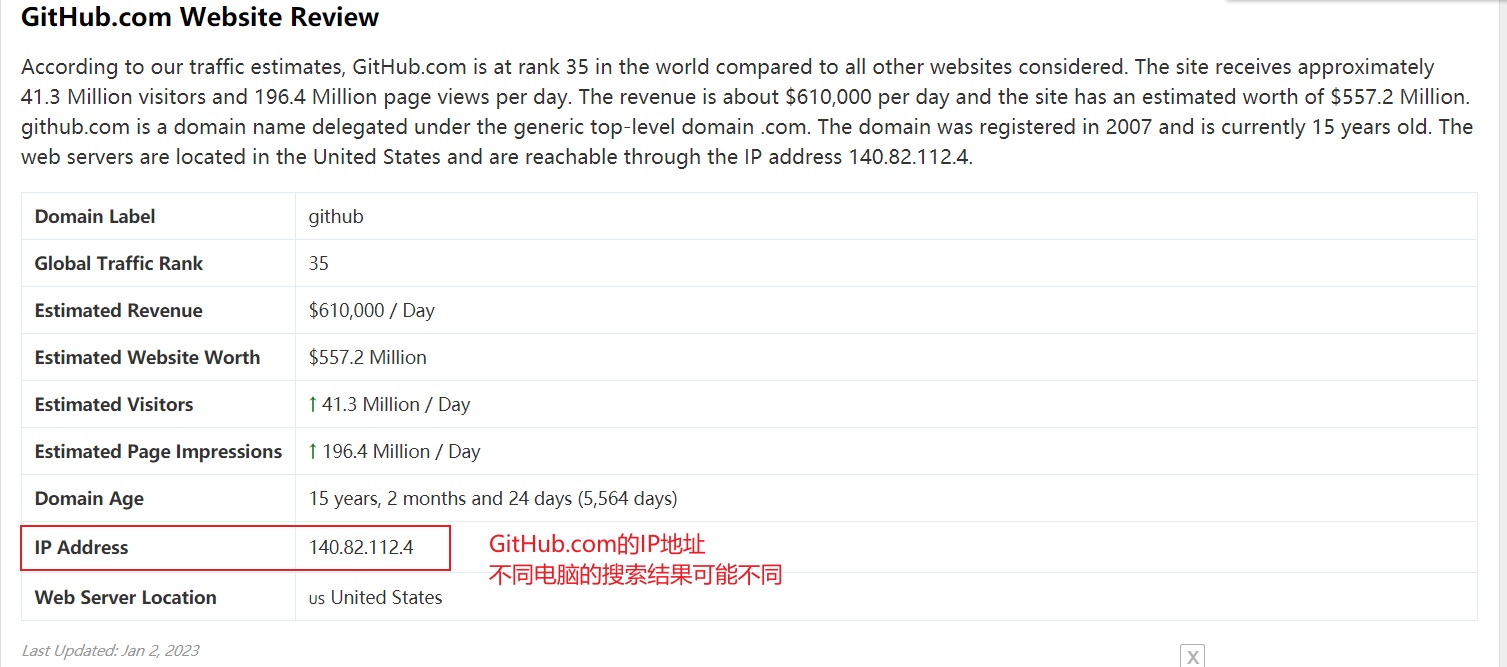 GitHub.com Website Review
According to our traffic estimates, GitHub.com is at rank 35 in the world compared to all other websites considered. The site receives approximately
41.3 Million visitors and 196.4 Million page views per day. The revenue is about $610,000 per day and the site has an estimated worth of $557.2 Million.
github.com is a domain name delegated under the generic top-level domain .com. The domain was registered in 2007 and is currently 15 years old. The
web servers are located in the United States and are reachable through the IP address 140.82.112.4.
Domain Label github
Global Traffic Rank 35
Estimated Revenue $610,000 / Day
Estimated Website Worth $557.2 Million
Estimated Visitors ↑ 41.3 Million / Day
Estimated Page Impressions ↑ 196.4 Million / Day
Domain Age 15 years, 2 months and 24 days (5,564 days)
IP Address 140.82.112.4
GitHub.com的IP地址
不同电脑的搜索结果可能不同
Web Server Location us United States
Last Updated: Jan 2, 2023
X